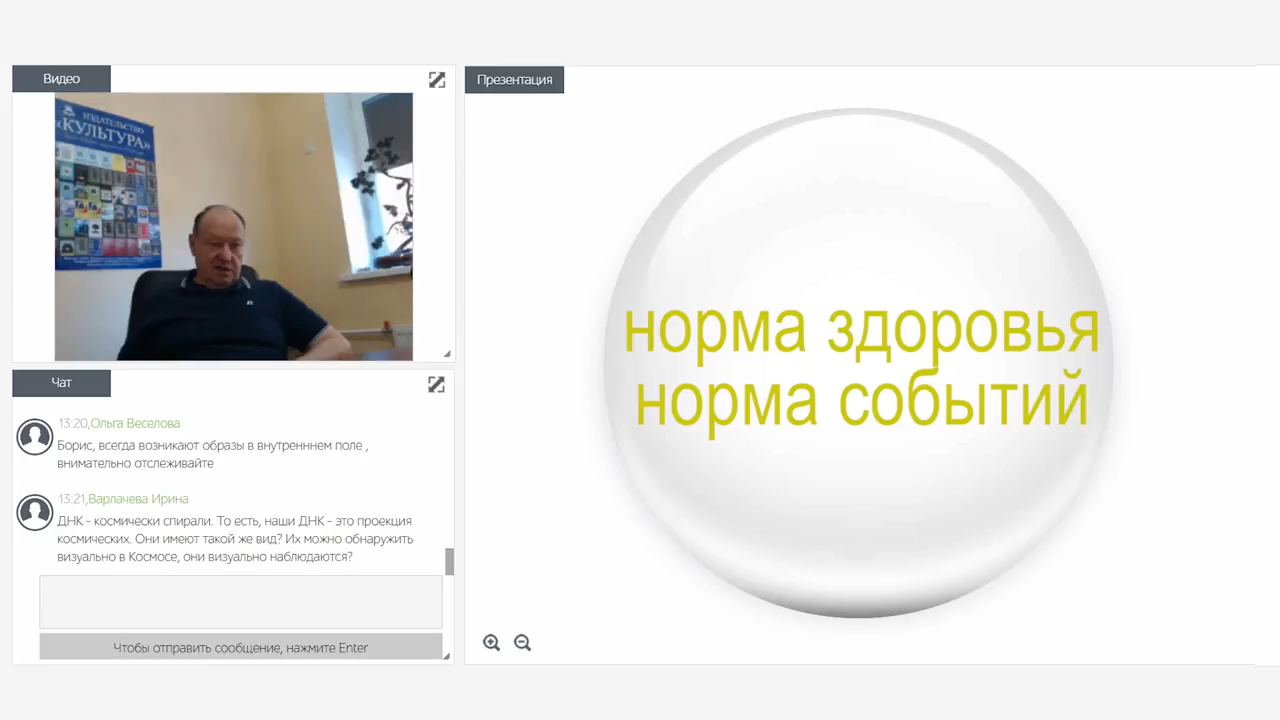 Видео
ИЗДАТЕЛЬСТВО
«КУЛЬТУРА»
Чат
13:20,Ольга Веселова
Борис, всегда возникают образы в внутренннем поле ,
внимательно отслеживайте
13:21,Варлачева Ирина
ДНК - космически спирали. То есть, наши ДНК - это проекция
космических. Они имеют такой же вид? Их можно обнаружить
визуально в Космосе, они визуально наблюдаются?
Чтобы отправить сообщение, нажмите Enter
Презентация
норма здоровья
норма событий